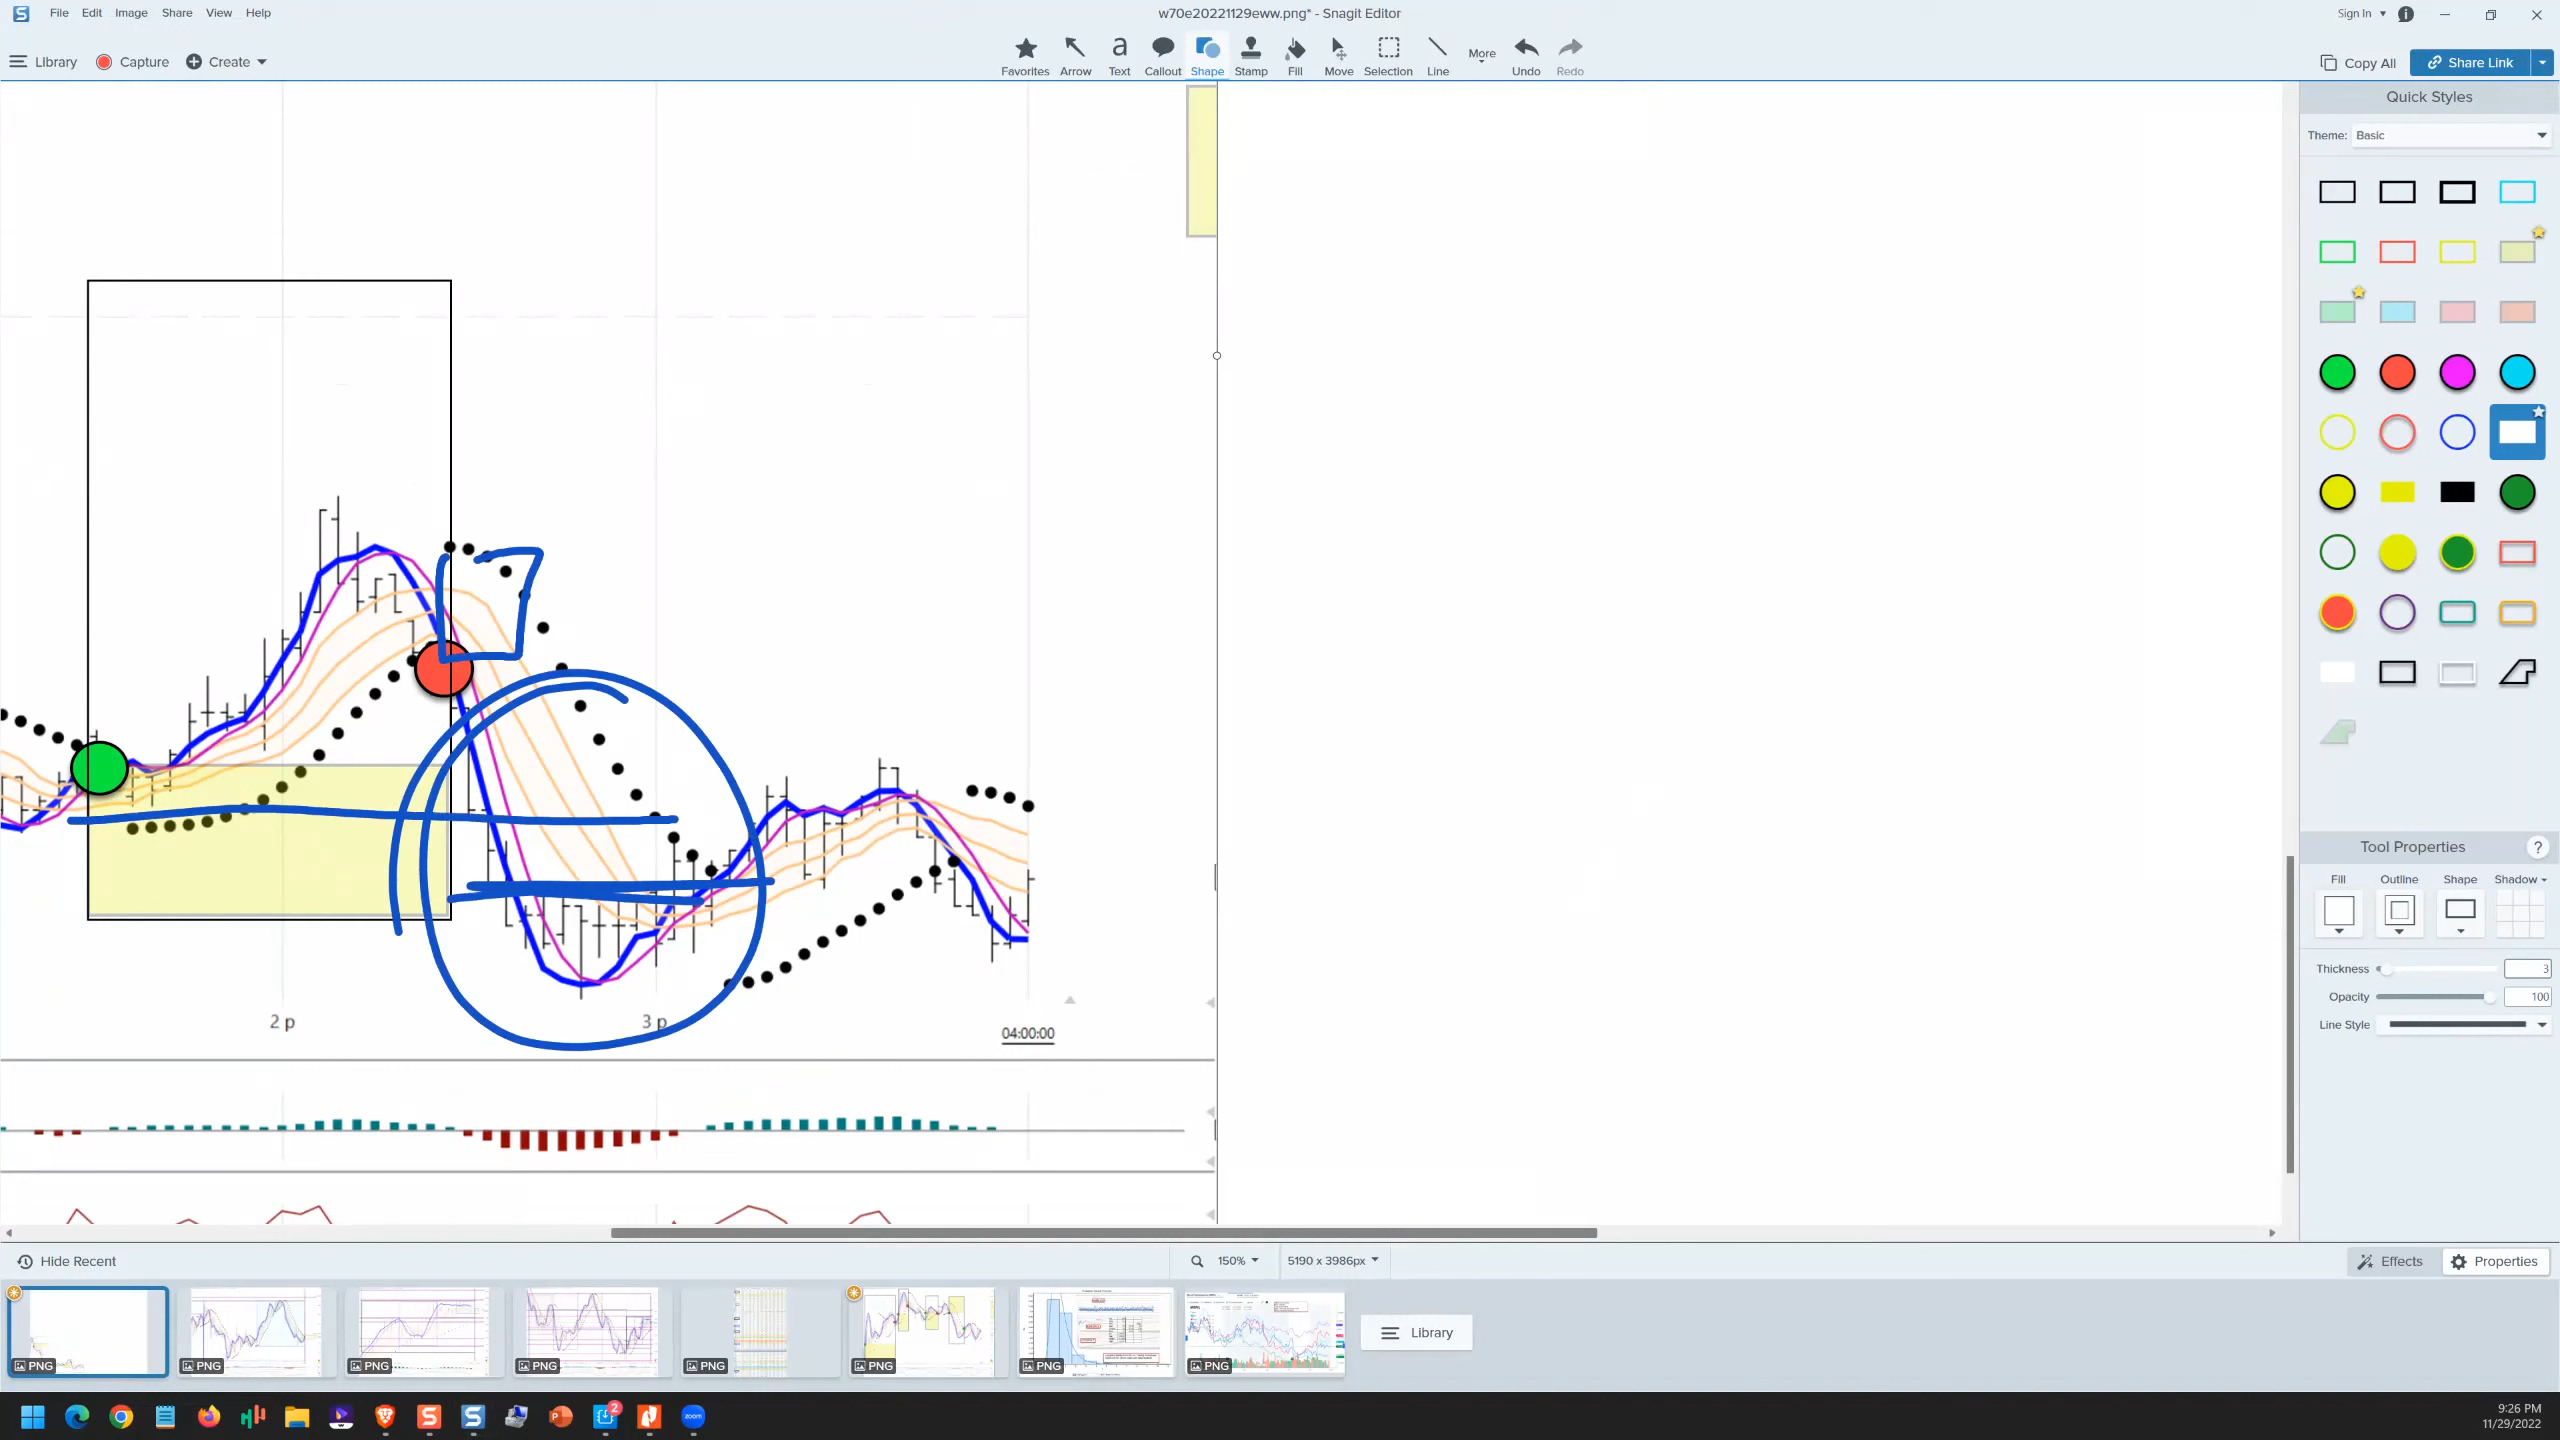 File Edit Image Share View Help
w70e20221129eww.png* - Snagit Editor
Sign In
Library Capture Create
Favorites Arrow Text Callout Shape Stamp Fill Move Selection Line More Undo Redo
Copy All Share Link
Quick Styles
Theme: Basic
2 p
3 p
04:00:00
Tool Properties ?
Fill Outline Shape Shadow
Thickness 3
Opacity 100
Line Style
Hide Recent
150%
5190 x 3986px
Effects Properties
PNG
PNG
PNG
PNG
PNG
PNG
PNG
PNG
Library
2
zoom
9:26 PM
11/29/2022